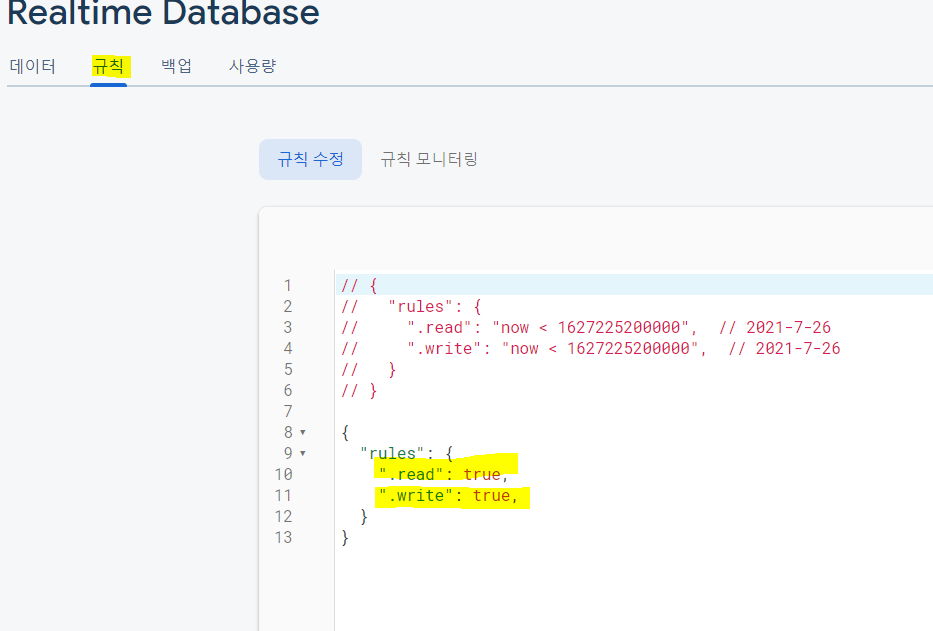 Realtime Database
데이터 규칙 백업 사용량
규칙 수정 규칙 모니터링
1 // {
2 //   "rules": {
3 //     ".read": "now < 1627225200000",  // 2021-7-26
4 //     ".write": "now < 1627225200000",  // 2021-7-26
5 //   }
6 // }
7
8 ▾ {
9 ▾   "rules": {
10     ".read": true,
11     ".write": true,
12   }
13 }